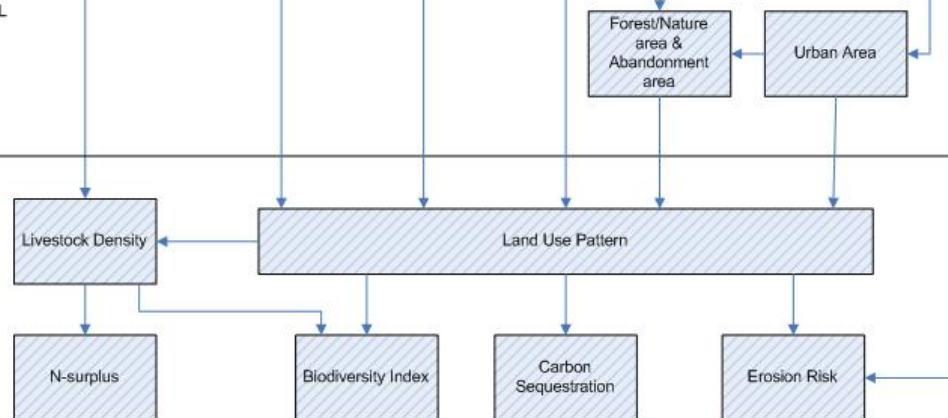 L
Forest/Nature
area &
Abandonment
area
Urban Area
Livestock Density
Land Use Pattern
N-surplus
Biodiversity Index
Carbon
Sequestration
Erosion Risk